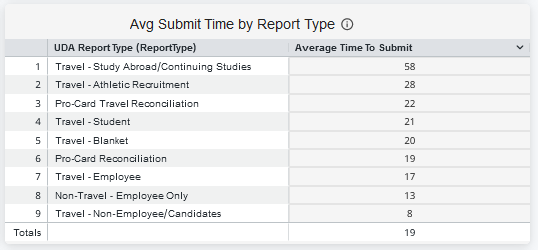 Avg Submit Time by Report Type
UDA ReportType (ReportType) Average Time To Submit
1 Travel - Study Abroad/Continuing Studies 58
2 Travel - Athletic Recruitment 28
3 Pro-Card Travel Reconciliation 22
4 Travel - Student 21
5 Travel - Blanket 20
6 Pro-Card Reconciliation 19
7 Travel - Employee 17
8 Non-Travel - Employee Only 13
9 Travel - Non-Employee/Candidates 8
Totals 19